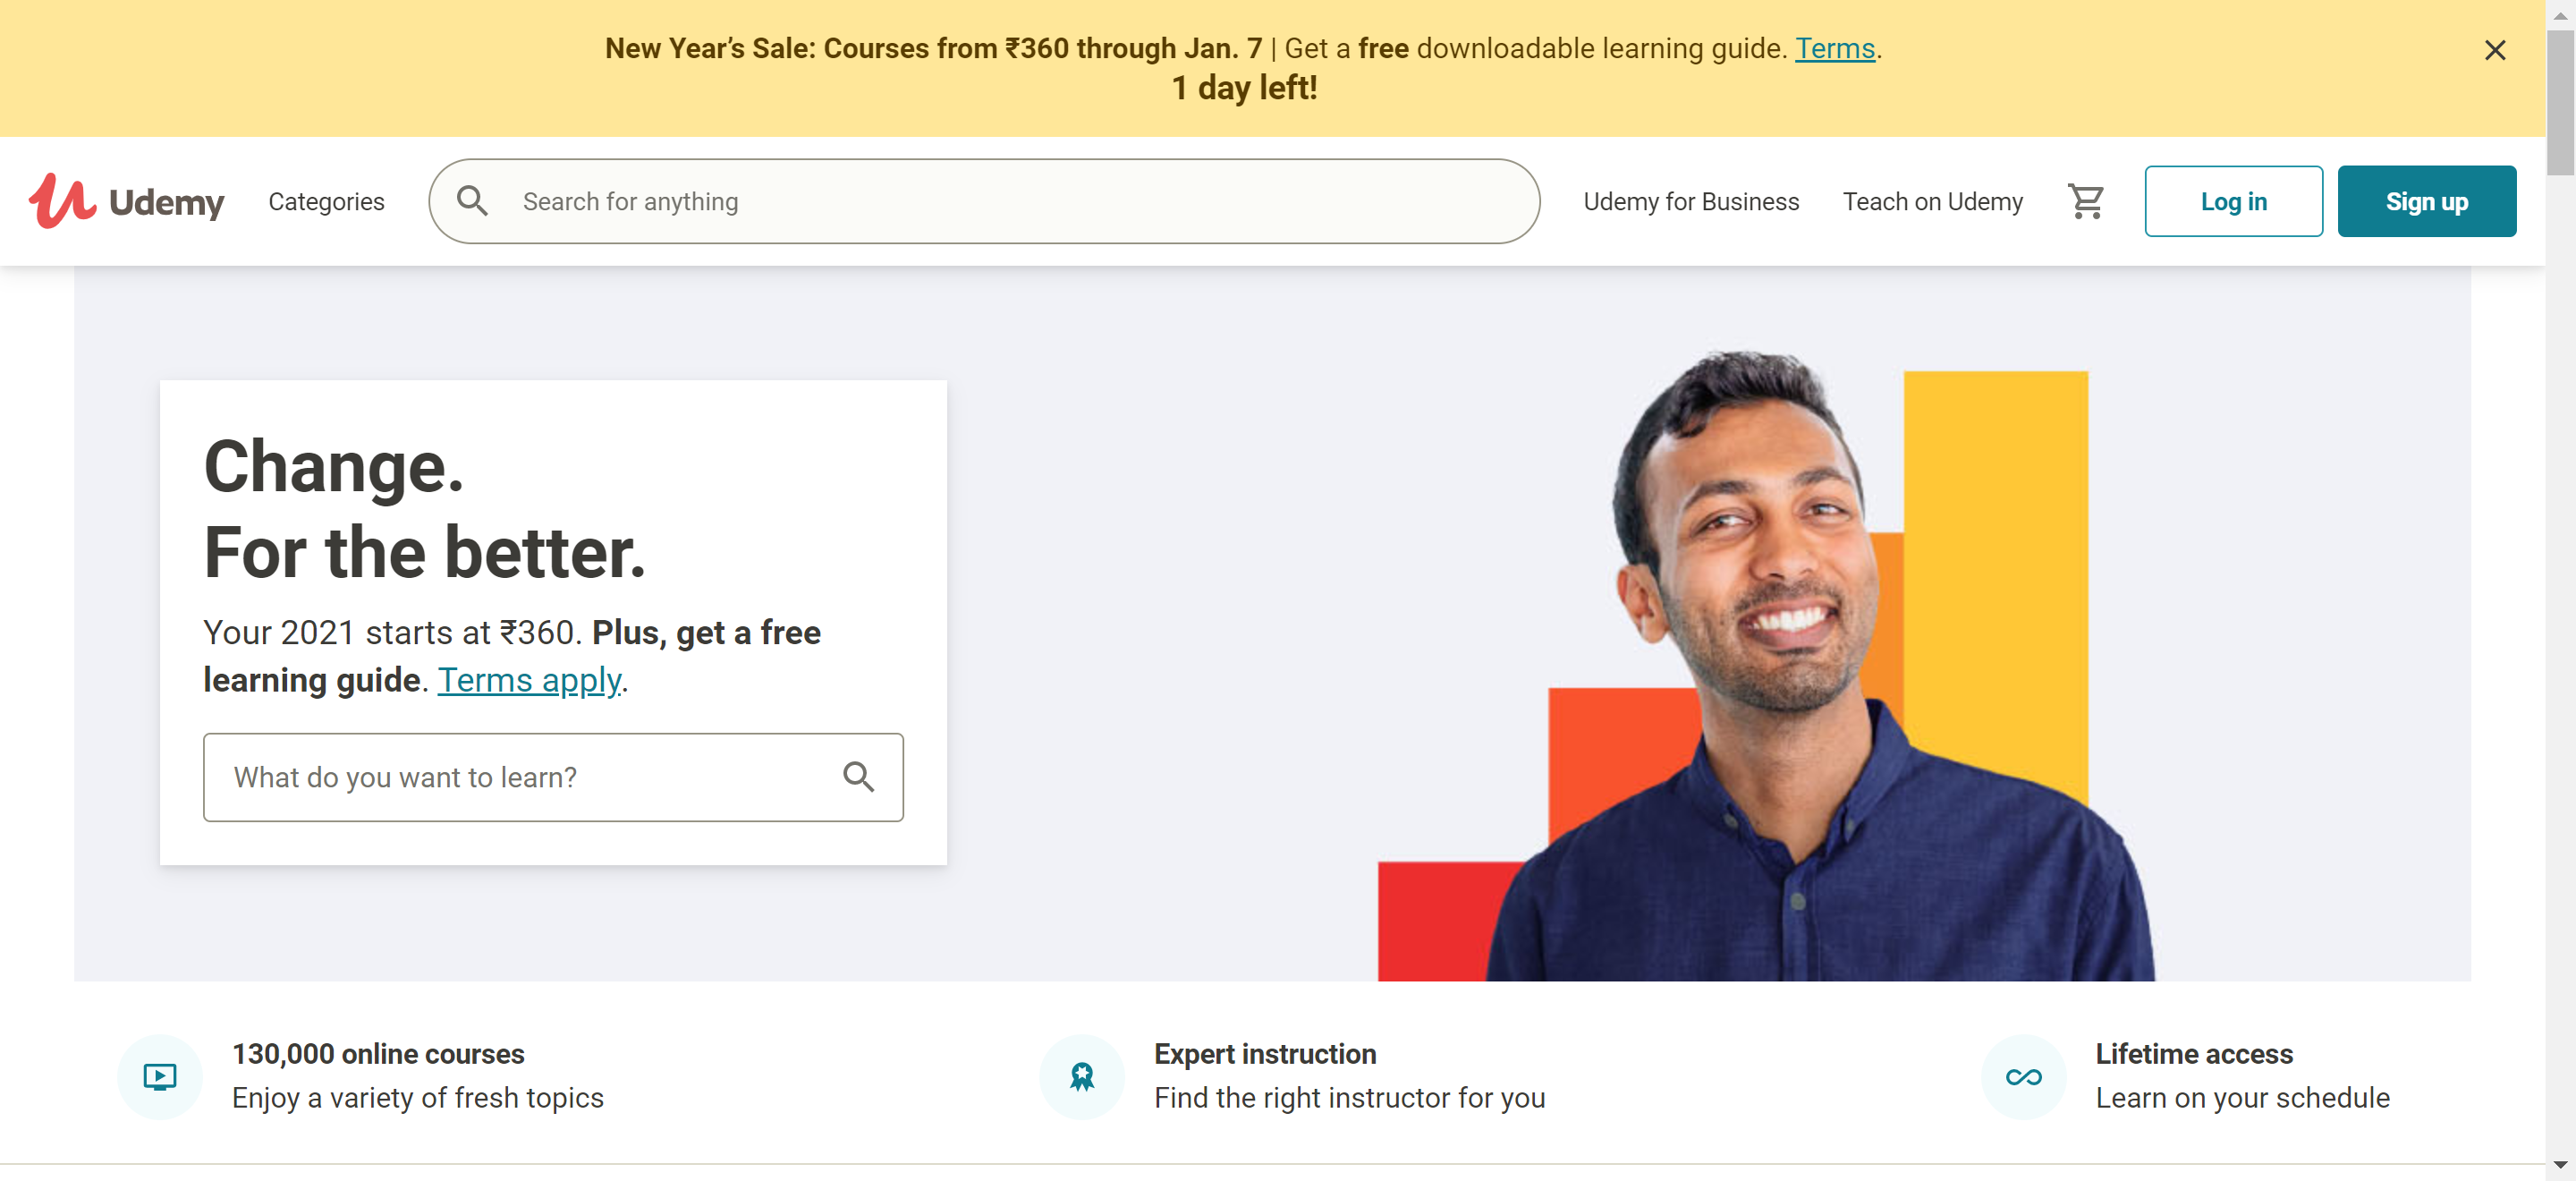 New Year’s Sale: Courses from ₹360 through Jan. 7 | Get a free downloadable learning guide. Terms.
1 day left!
Udemy
Categories
Search for anything
Udemy for Business
Teach on Udemy
Log in
Sign up
Change.
For the better.
Your 2021 starts at ₹360. Plus, get a free
learning guide. Terms apply.
What do you want to learn?
130,000 online courses
Enjoy a variety of fresh topics
Expert instruction
Find the right instructor for you
Lifetime access
Learn on your schedule